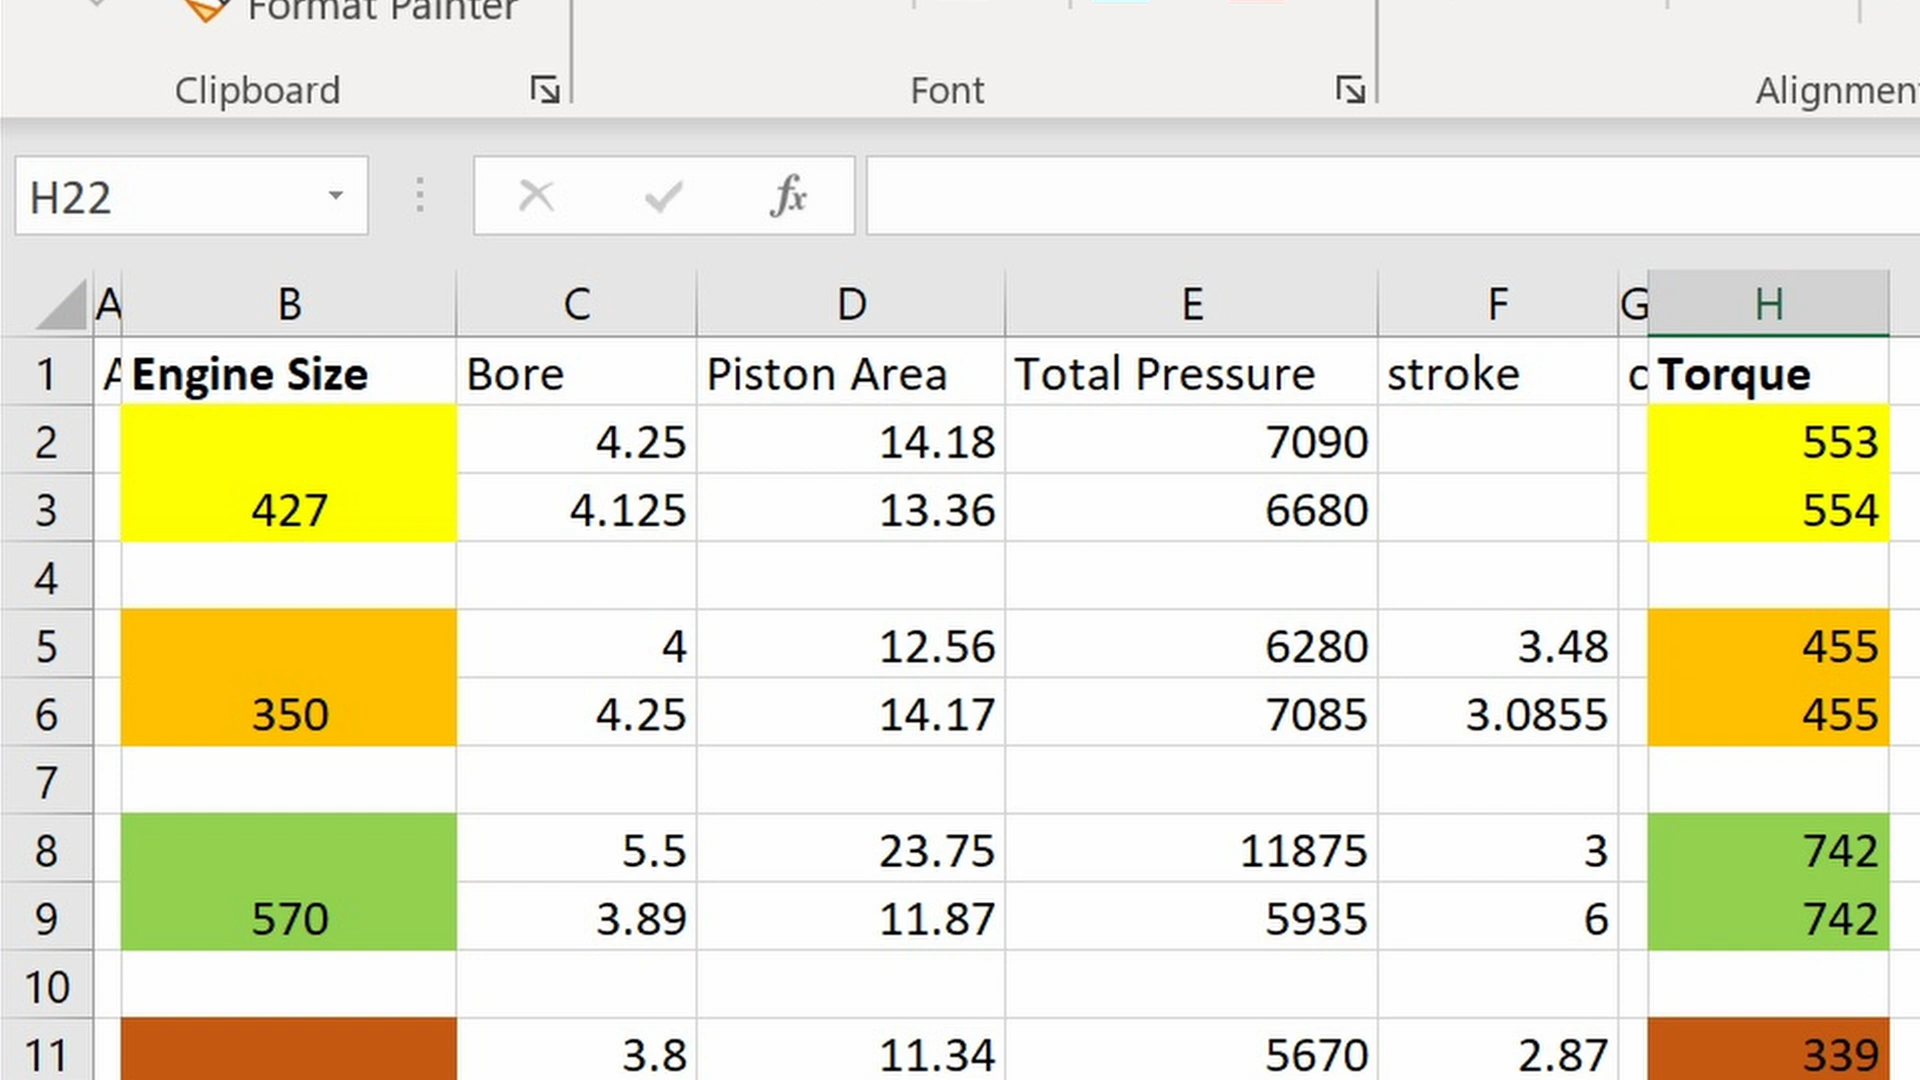 Format Painter
Clipboard Font Alignmen
H22 fx
A B C D E F G H
1 A Engine Size Bore Piston Area Total Pressure stroke c Torque
2 4.25 14.18 7090 553
3 427 4.125 13.36 6680 554
4
5 4 12.56 6280 3.48 455
6 350 4.25 14.17 7085 3.0855 455
7
8 5.5 23.75 11875 3 742
9 570 3.89 11.87 5935 6 742
10
11 3.8 11.34 5670 2.87 339